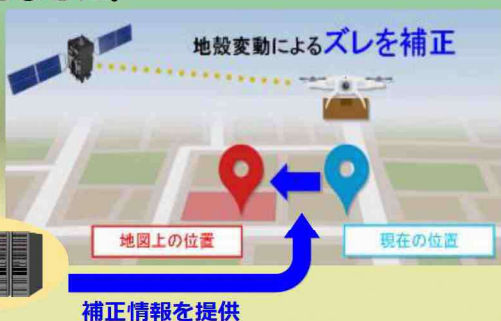 地殻変動によるズレを補正
地図上の位置
現在の位置
補正情報を提供